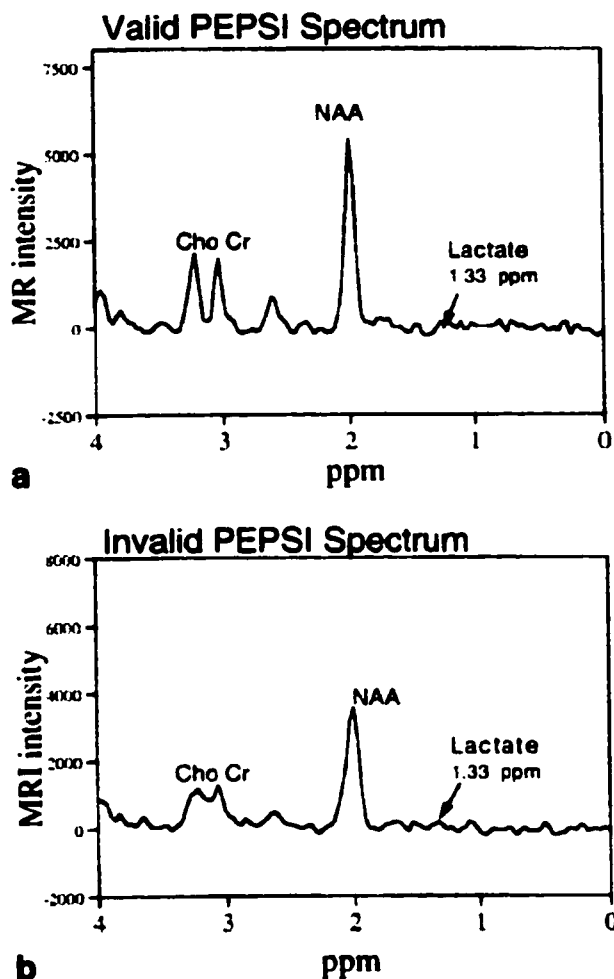 Valid PEPSI Spectrum
7500
NAA
5000
MR intensity
2500
Cho Cr
Lactate
1.33 ppm
0
-2500
4 3 2 1 0
ppm
a
Invalid PEPSI Spectrum
8000
6000
MRI intensity
4000
NAA
2000
Cho Cr
Lactate
1.33 ppm
0
-2000
4 3 2 1 0
ppm
b